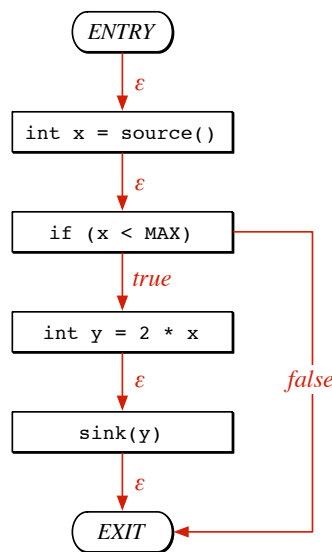 ENTRY
ε
int x = source()
ε
if (x < MAX)
true
int y = 2 * x
false
ε
sink(y)
ε
EXIT